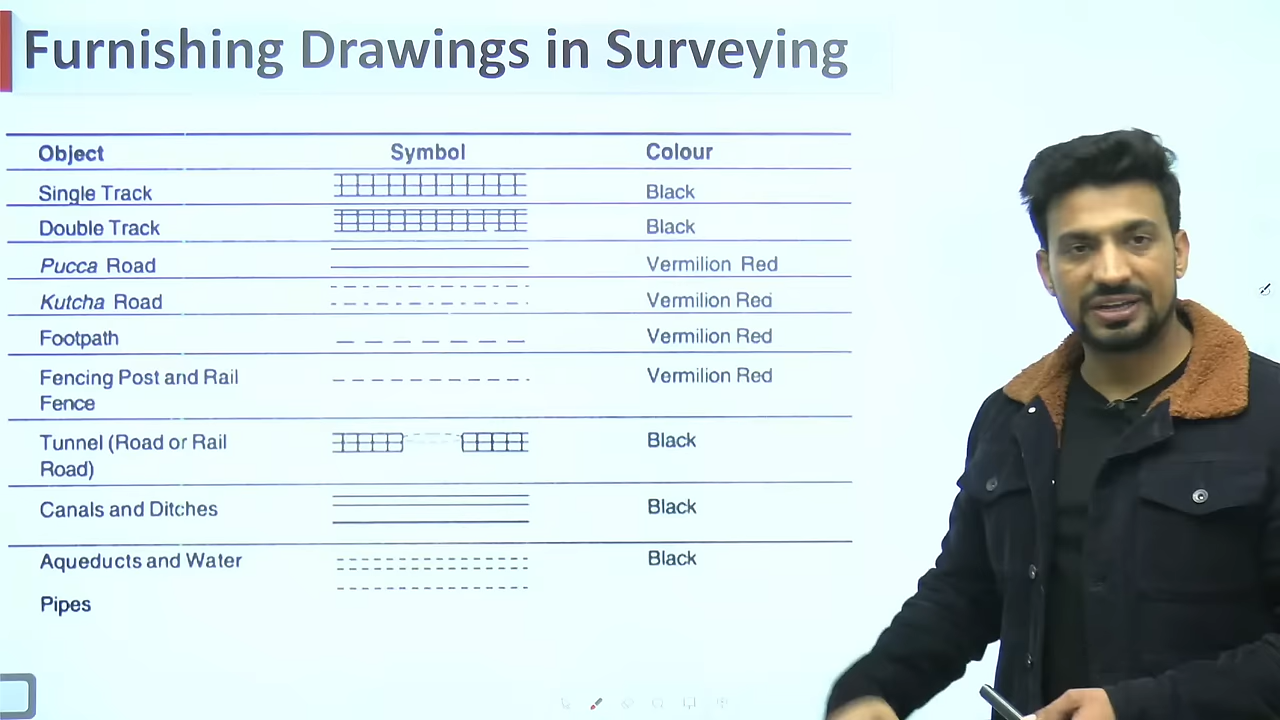 Furnishing Drawings in Surveying
Object Symbol Colour
Single Track Black
Double Track Black
Pucca Road Vermilion Red
Kutcha Road Vermilion Red
Footpath Vermilion Red
Fencing Post and Rail Vermilion Red
Fence
Tunnel (Road or Rail Black
Road)
Canals and Ditches Black
Aqueducts and Water Black
Pipes